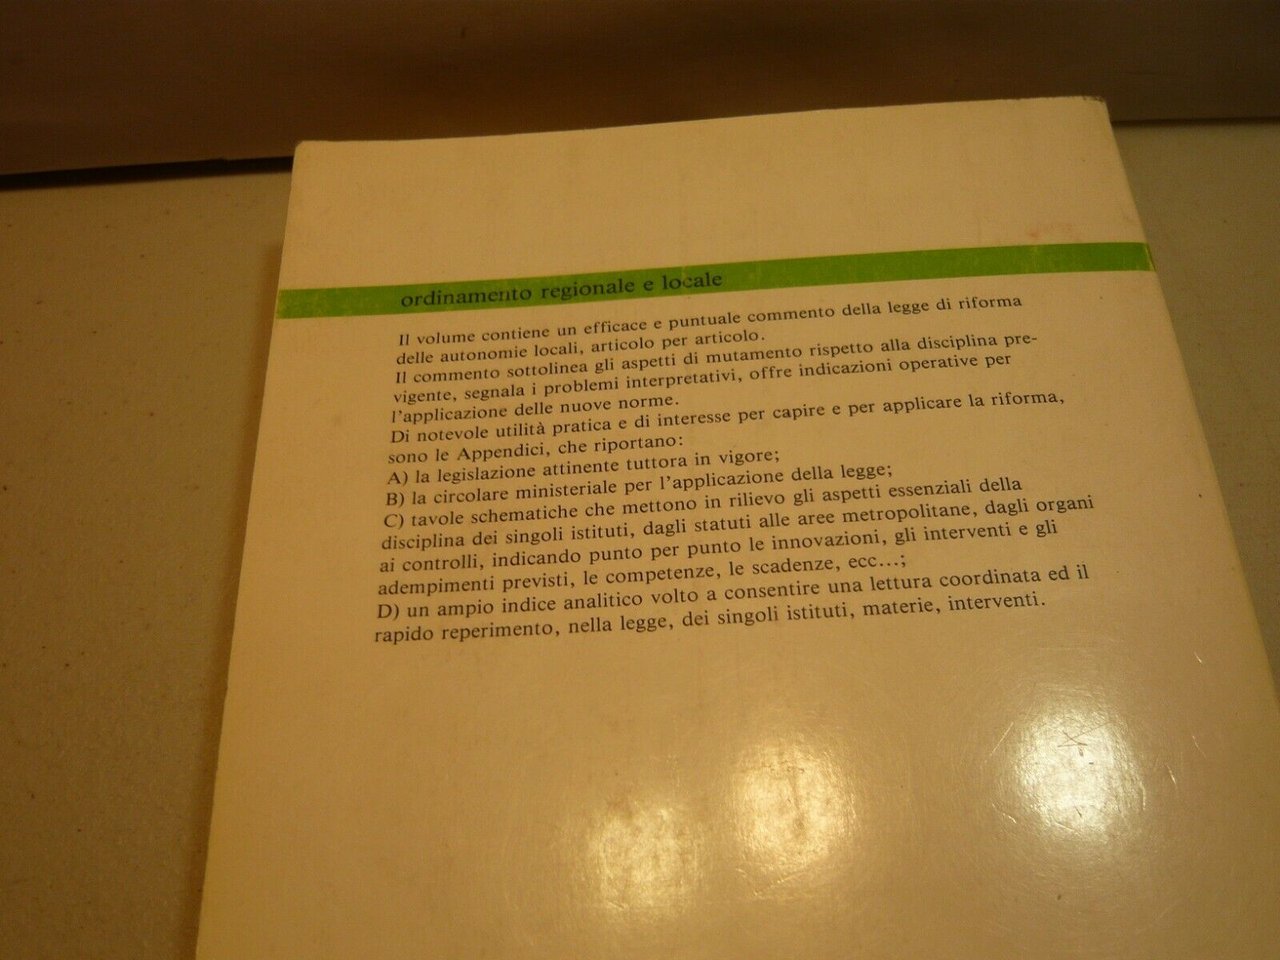 ordinamento regionale e locale
Il volume contiene un efficace e puntuale commento della legge di riforma
delle autonomie locali, articolo per articolo.
Il commento sottolinea gli aspetti di mutamento rispetto alla disciplina pre-
vigente, segnala i problemi interpretativi, offre indicazioni operative per
l'applicazione delle nuove norme.
Di notevole utilità pratica e di interesse per capire e per applicare la riforma,
sono le Appendici, che riportano:
A) la legislazione attinente tuttora in vigore;
B) la circolare ministeriale per l'applicazione della legge;
C) tavole schematiche che mettono in rilievo gli aspetti essenziali della
disciplina dei singoli istituti, dagli statuti alle aree metropolitane, dagli organi
ai controlli, indicando punto per punto le innovazioni, gli interventi e gli
adempimenti previsti, le competenze, le scadenze, ecc...;
D) un ampio indice analitico volto a consentire una lettura coordinata ed il
rapido reperimento, nella legge, dei singoli istituti, materie, interventi.